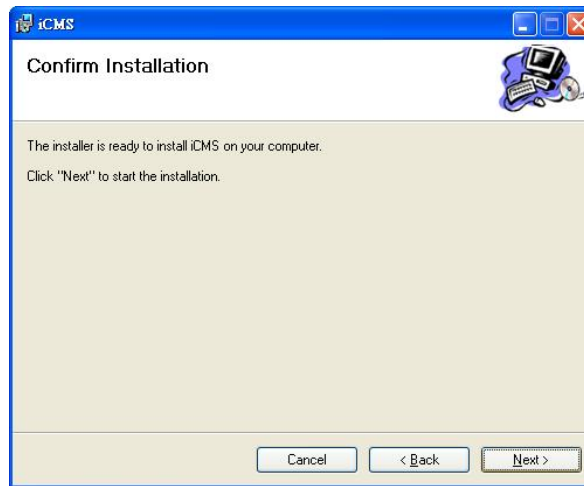 iCMS
Confirm Installation
The installer is ready to install iCMS on your computer.
Click "Next" to start the installation.
Cancel
< Back
Next >